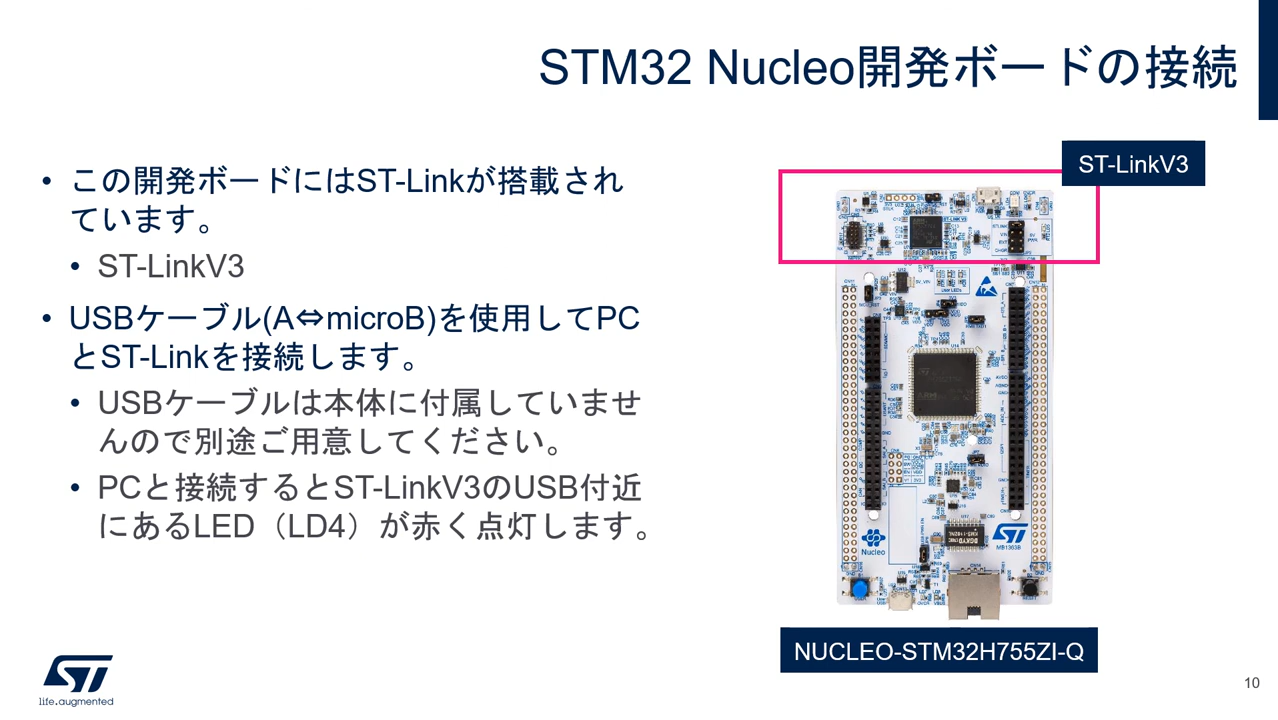 STM32 Nucleo開発ボードの接続
• この開発ボードにはST-Linkが搭載され
ています。
• ST-LinkV3
• USBケーブル(A⇔microB)を使用してPC
とST-Linkを接続します。
• USBケーブルは本体に付属していませ
んので別途ご用意してください。
• PCと接続するとST-LinkV3のUSB付近
にあるLED（LD4）が赤く点灯します。
ST-LinkV3
Nucleo
MB1363B
NUCLEO-STM32H755ZI-Q
life.augmented
10